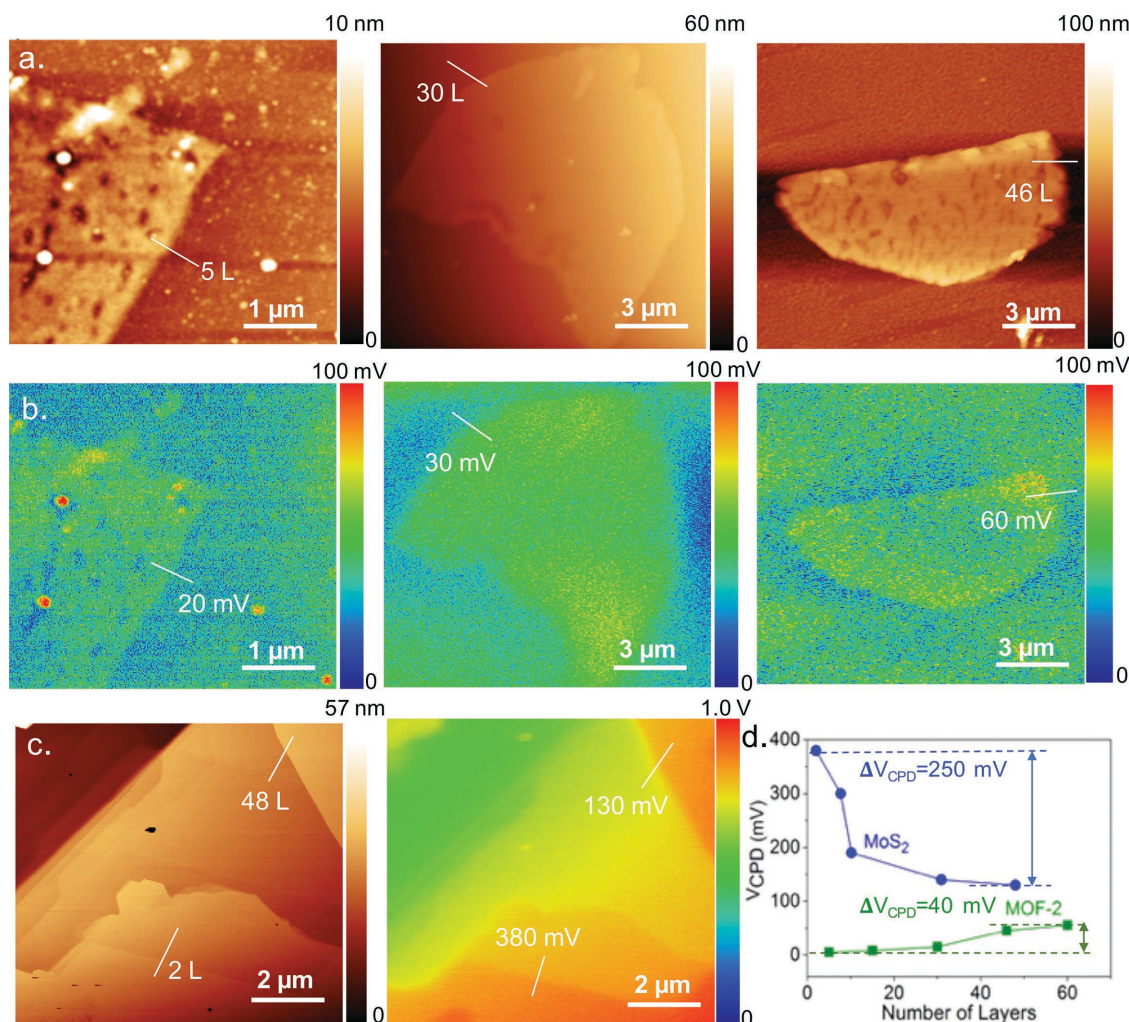 10 nm
60 nm
100 nm
a.
30 L
46 L
5 L
1 µm
3 µm
3 µm
0
0
0
100 mV
100 mV
100 mV
b.
30 mV
60 mV
20 mV
1 µm
3 µm
3 µm
0
0
0
57 nm
1.0 V
c.
48 L
130 mV
380 mV
2 L
2 µm
2 µm
0
0
d.
400
300
200
100
0
VCPD (mV)
ΔVCPD=250 mV
MoS2
ΔVCPD=40 mV
MOF-2
0
20
40
60
Number of Layers